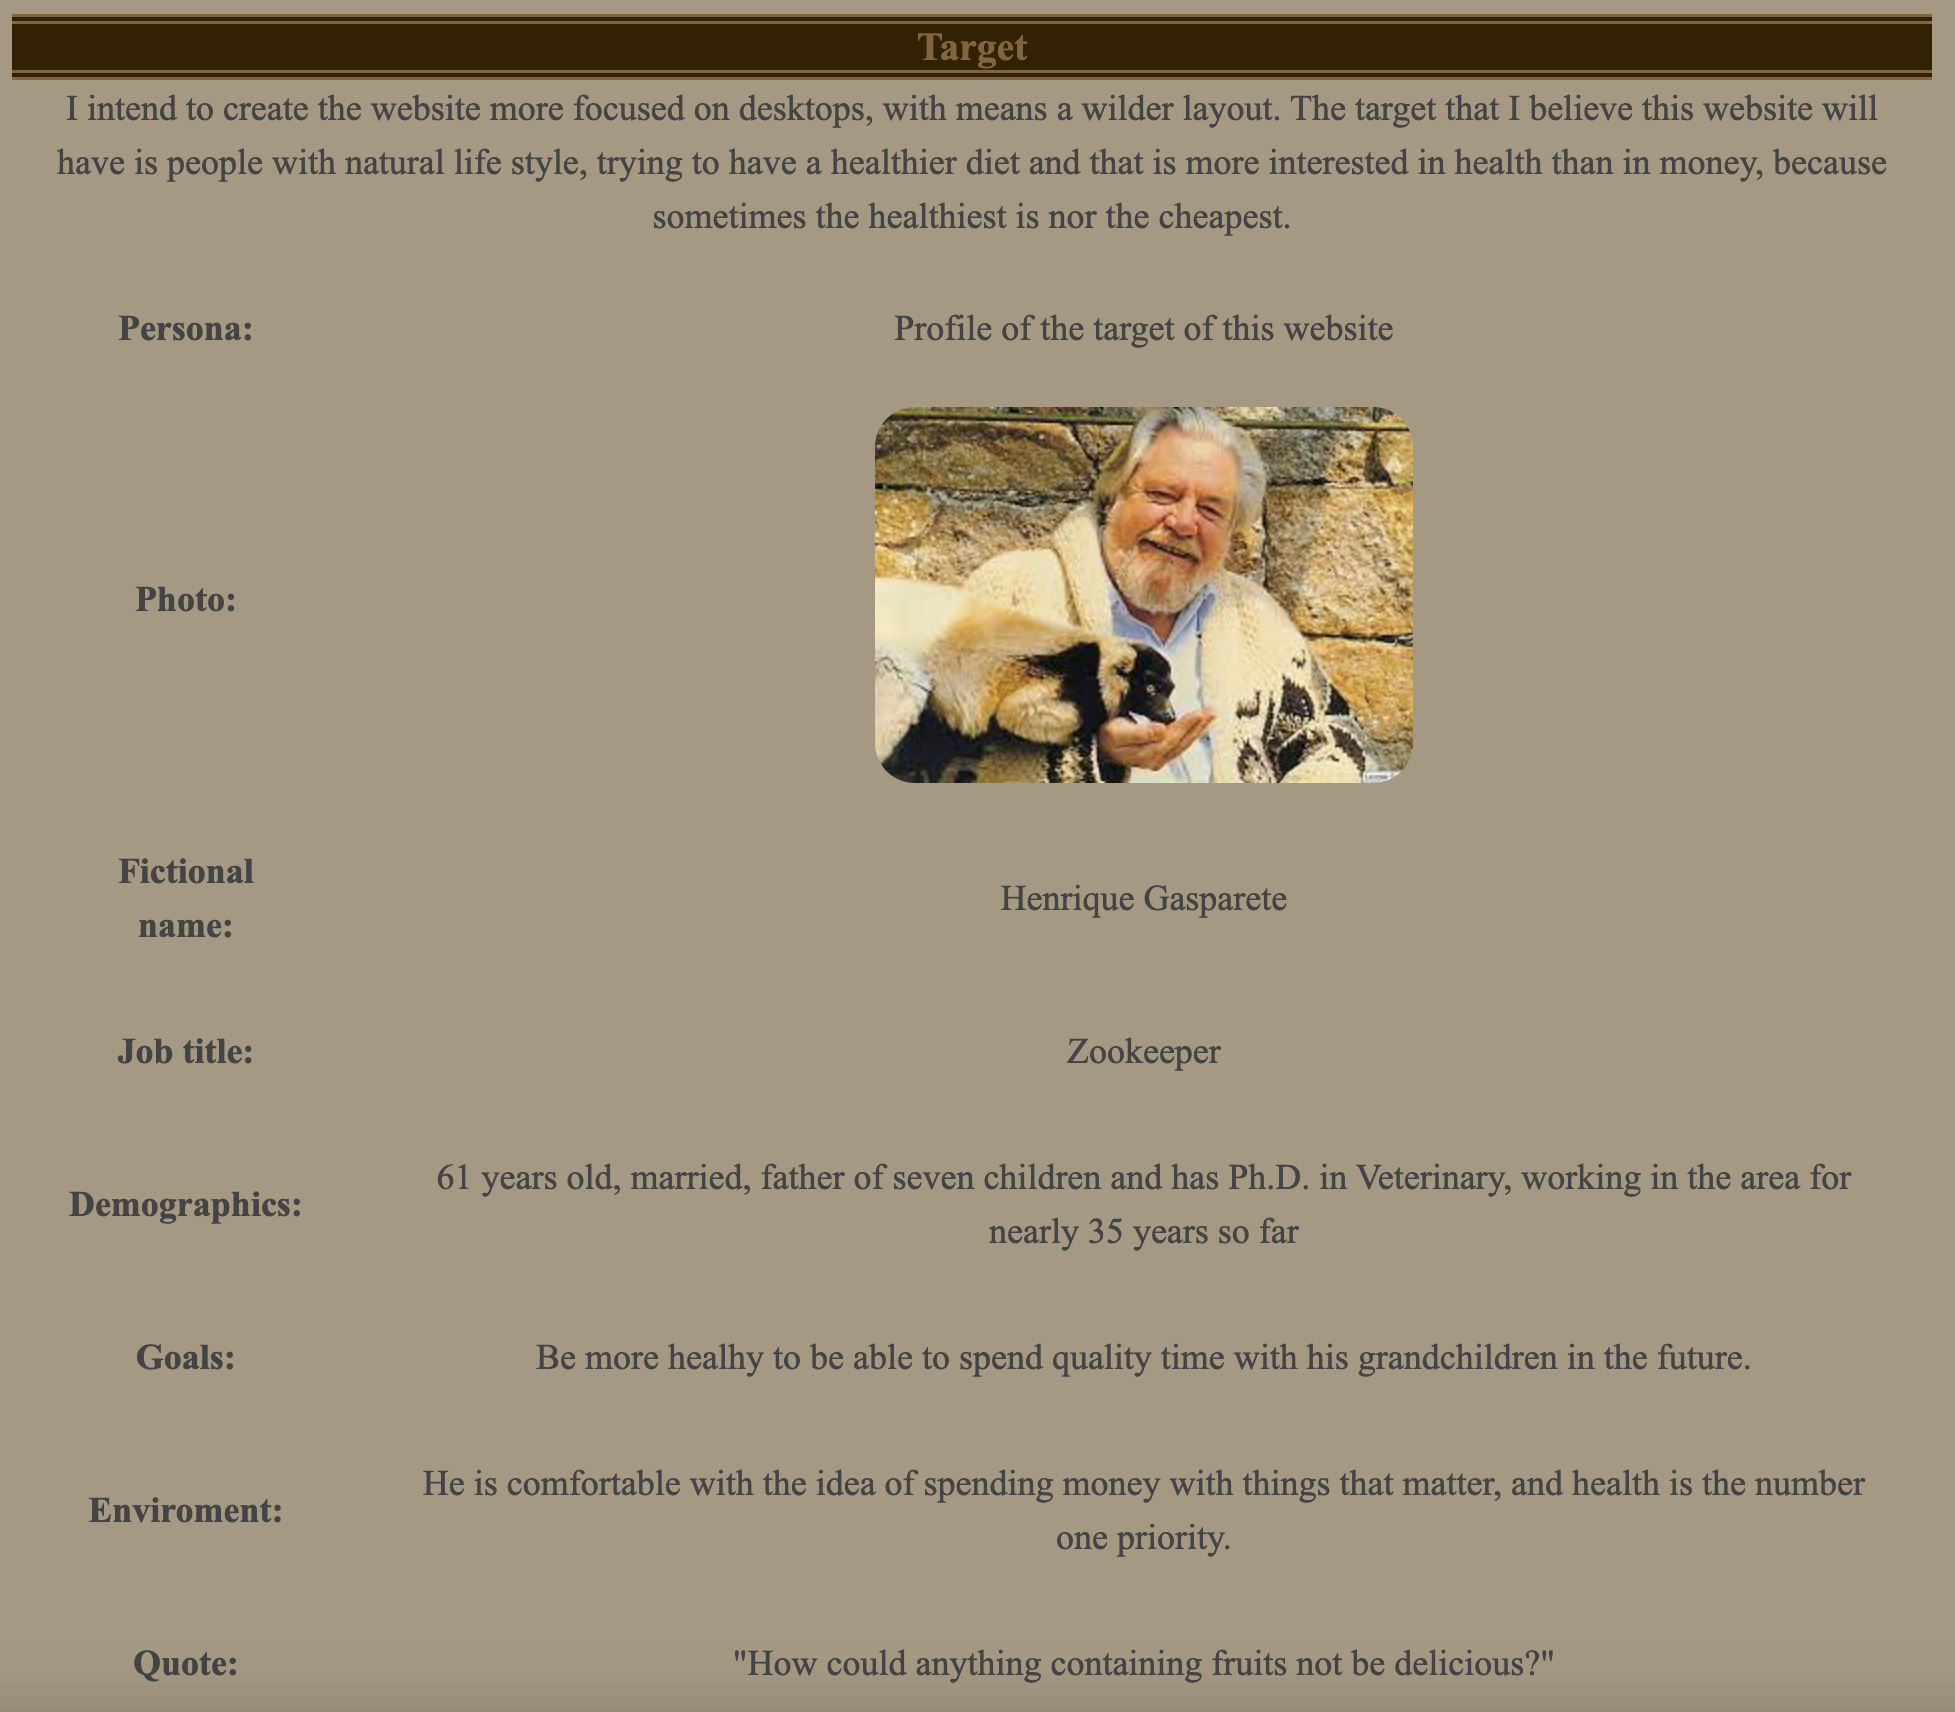 Target
I intend to create the website more focused on desktops, with means a wilder layout. The target that I believe this website will
have is people with natural life style, trying to have a healthier diet and that is more interested in health than in money, because
sometimes the healthiest is nor the cheapest.
Persona:
Profile of the target of this website
Photo:
Fictional
name:
Henrique Gasparete
Job title:
Zookeeper
Demographics:
61 years old, married, father of seven children and has Ph.D. in Veterinary, working in the area for
nearly 35 years so far
Goals:
Be more healhy to be able to spend quality time with his grandchildren in the future.
Enviroment:
He is comfortable with the idea of spending money with things that matter, and health is the number
one priority.
Quote:
"How could anything containing fruits not be delicious?"